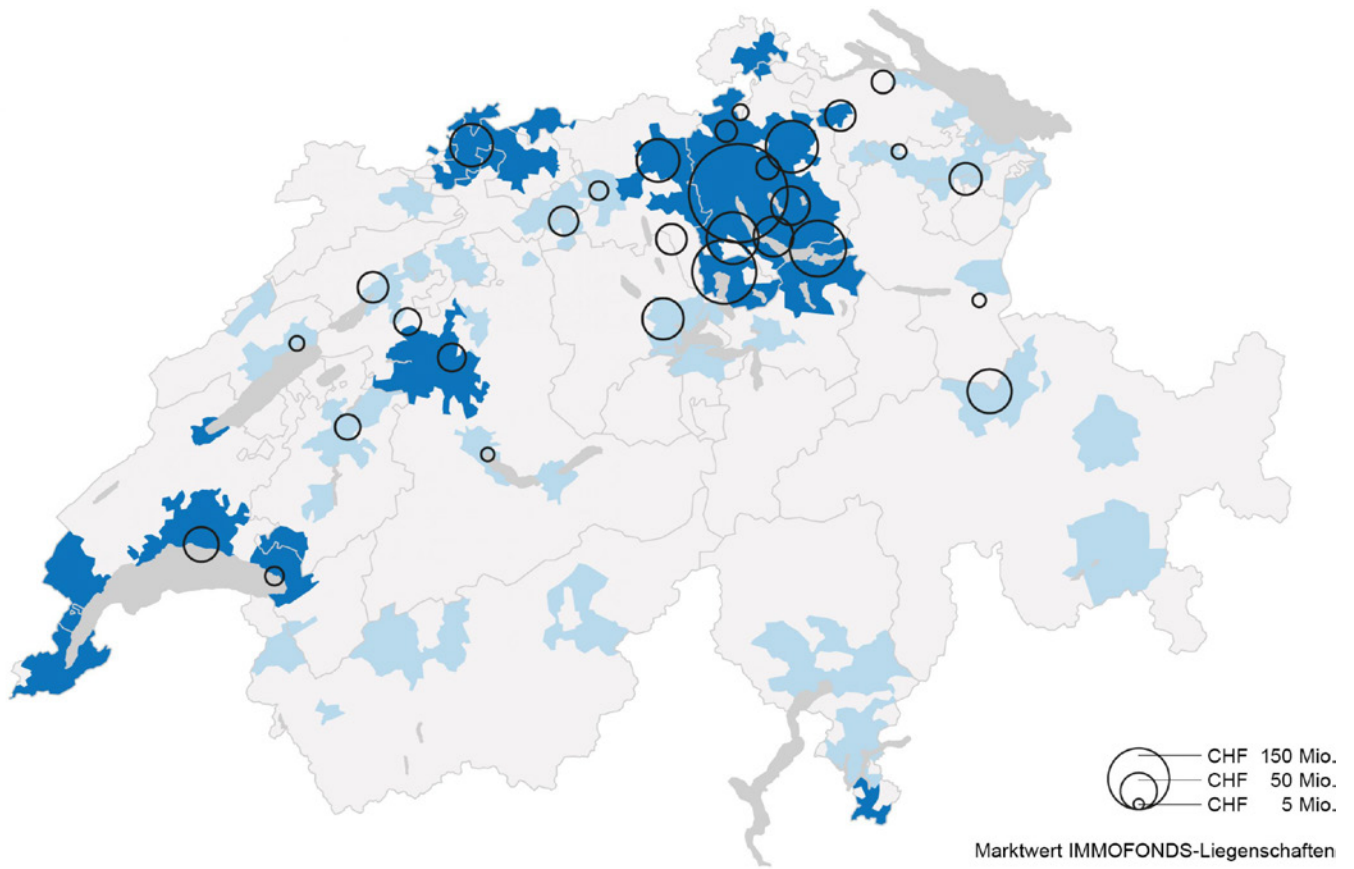 CHF 150 Mio.
CHF 50 Mio.
CHF 5 Mio.
Marktwert IMMOFONDS-Liegenschaften